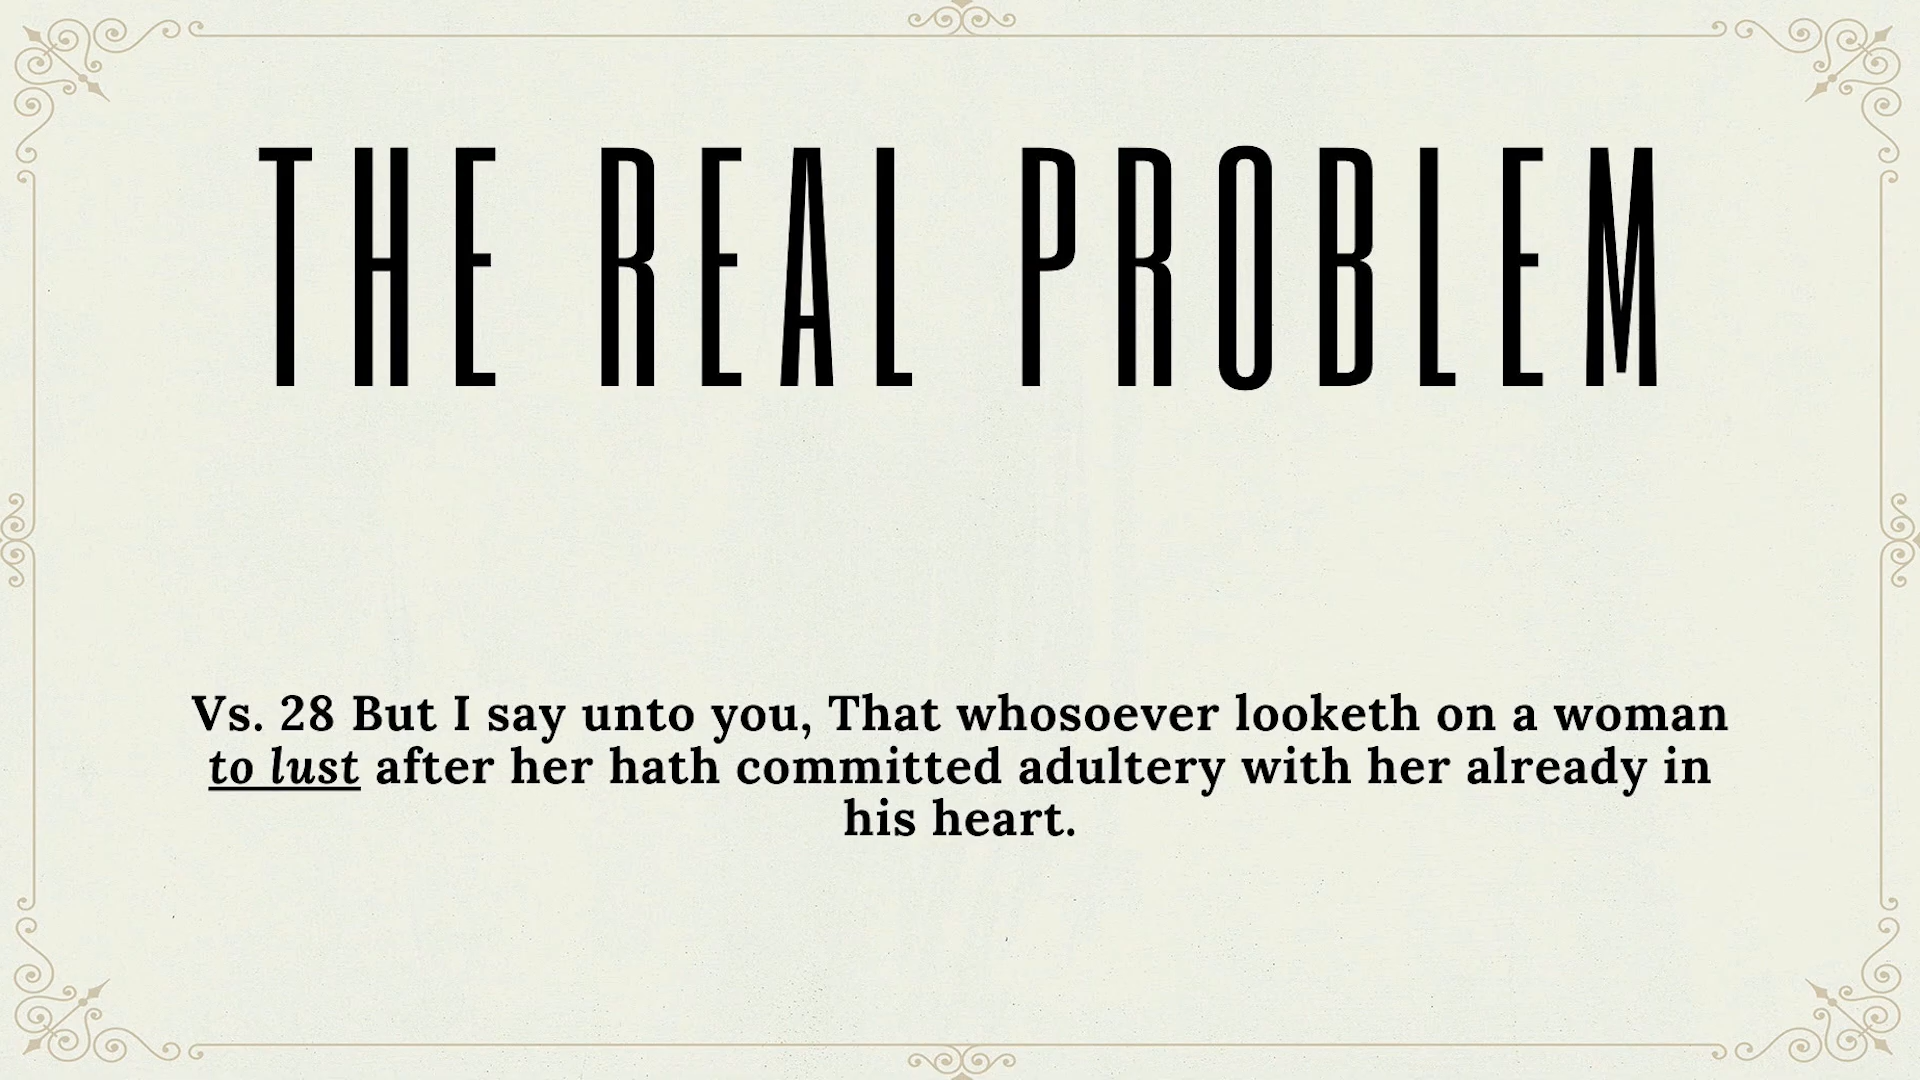 THE REAL PROBLEM
Vs. 28 But I say unto you, That whosoever looketh on a woman
to lust after her hath committed adultery with her already in
his heart.